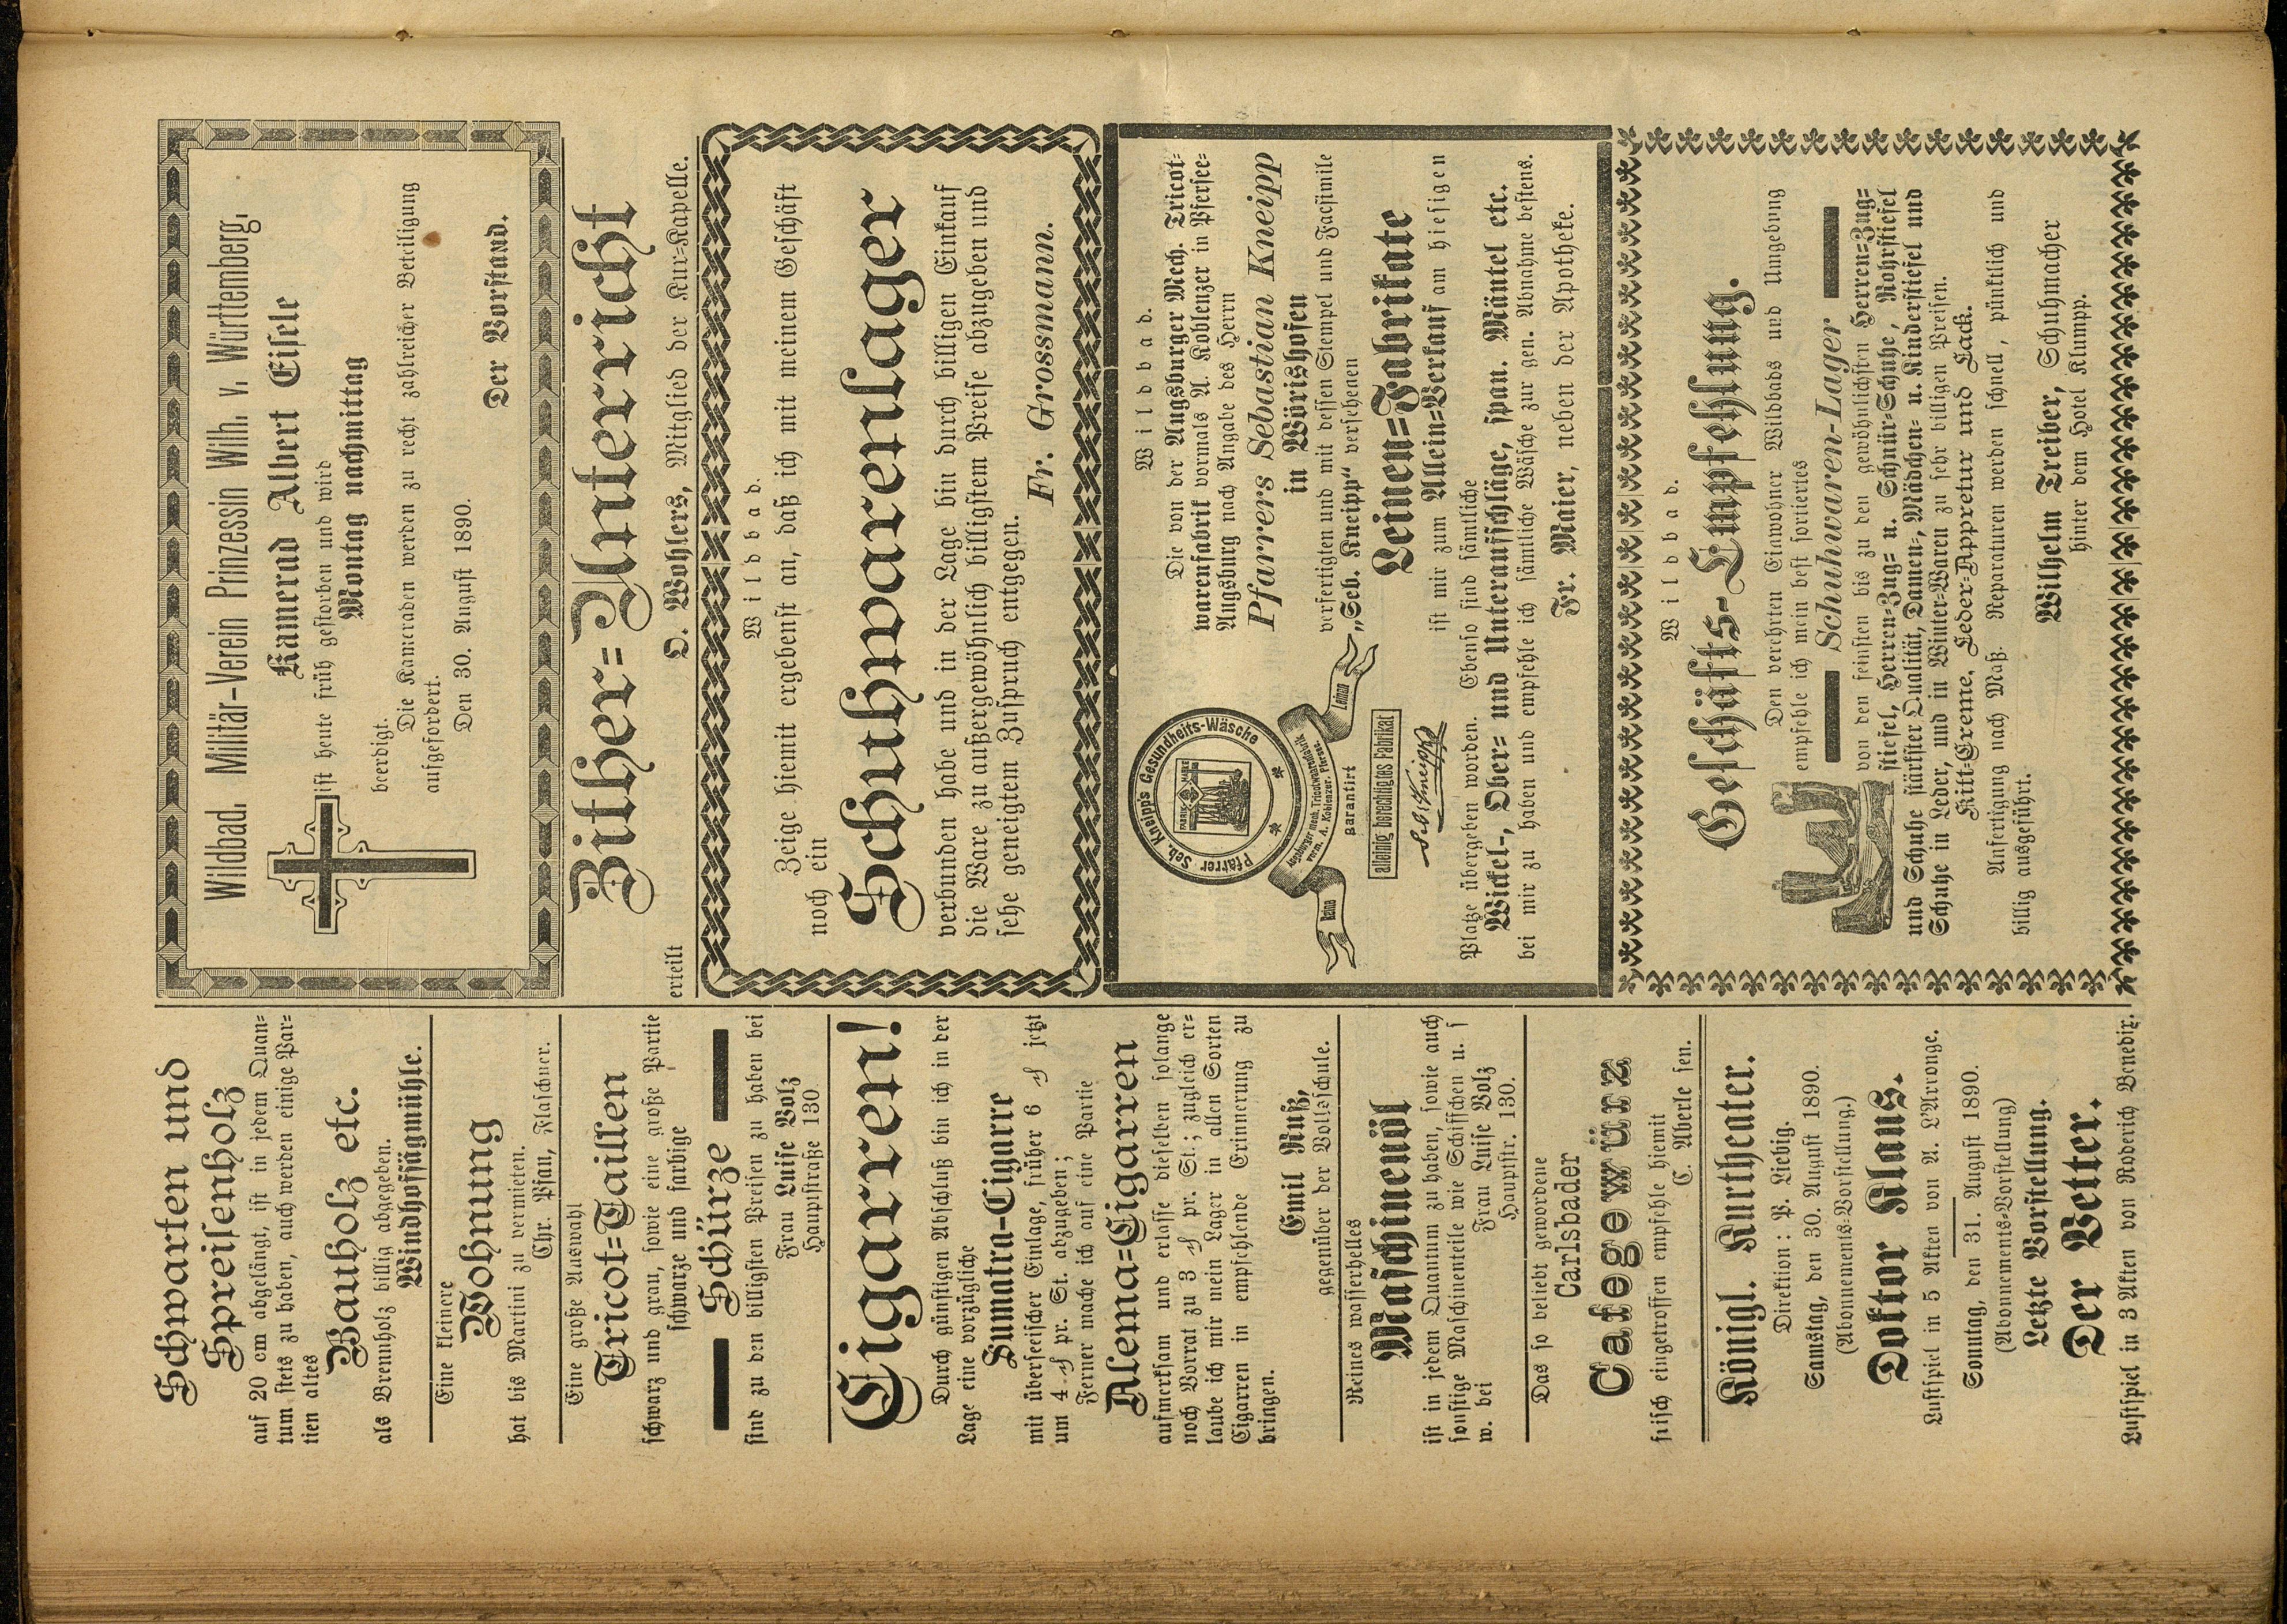 Schwarten und
Spreisenholz
auf 20 cm abgelängt, ist in jedem Quan-
tum stets zu haben, auch werden einige Par-
tien altes
Bauholz etc.
als Brennholz billig abgegeben.
Windhofsägmühle.
Eine kleinere
Wohnung
hat bis Martini zu vermieten.
Chr. Pfau, Flaschner.
Eine große Auswahl
Tricot-Taillen
schwarz und grau, sowie eine große Partie
schwarze und farbige
Schürze
sind zu den billigsten Preisen zu haben bei
Frau Luise Volz
Hauptstraße 130
Cigarren!
Durch günstigen Abschluß bin ich in der
Lage eine vorzügliche
Sumatra-Cigarre
mit überseeischer Einlage, früher 6 ₰ jetzt
um 4 ₰ pr. St. abzugeben;
Ferner mache ich auf eine Partie
Alema-Cigarren
aufmerksam und erlasse dieselben solange
noch Vorrat zu 3 ₰ pr. St.; zugleich er-
laube ich mir mein Lager in allen Sorten
Cigarren in empfehlende Erinnerung zu
bringen.
Emil Ruß,
gegenüber der Volksschule.
Reines wasserhelles
Maschinenöl
ist in jedem Quantum zu haben, sowie auch
sonstige Maschinenteile wie Schiffchen u. s
w. bei
Frau Luise Volz
Hauptstr. 130.
Das so beliebt gewordene
Carlsbader
Cafegewürz
frisch eingetroffen empfehle hiemit
C. Aberle sen.
Königl. Kurtheater.
Direktion: P. Liebig.
Samstag, den 30. August 1890.
(Abonnements-Vorstellung.)
Doktor Klaus.
Lustspiel in 5 Akten von A. L'Arronge.
Sonntag, den 31. August 1890.
(Abonnements-Vorstellung)
Letzte Vorstellung.
Der Vetter.
Lustspiel in 3 Akten von Roderich Benedix.
Wildbad. Militär-Verein Prinzessin Wilh. v. Württemberg.
Kamerad Albert Eisele
ist heute früh gestorben und wird
Montag nachmittag
beerdigt.
Die Kameraden werden zu recht zahlreicher Beteiligung
aufgefordert.
Den 30. August 1890.
Der Vorstand.
Zither-Unterricht
erteilt
O. Wohlers, Mitglied der Kur-Kapelle.
Wildbad.
Zeige hiemit ergebenst an, daß ich mit meinem Geschäft
noch ein
Schuhwarenlager
verbunden habe und in der Lage bin durch billigen Einkauf
die Ware zu außergewöhnlich billigstem Preise abzugeben und
sehe geneigtem Zuspruch entgegen.
Fr. Grossmann.
Wildbad.
Die von der Augsburger Mech. Tricot-
warenfabrik vormals A. Koblenzer in Pfersee-
Augsburg nach Angabe des Herrn
Pfarrers Sebastian Kneipp
in Wörishofen
verfertigten und mit dessen Stempel und Facsimile
„Seb. Kneipp" versehenen
Leinen-Fabrikate
ist mir zum Allein-Verkauf am hiesigen
Platze übergeben worden. Ebenso sind sämtliche
Wickel-, Ober- und Unteraufschläge, span. Mäntel etc.
bei mir zu haben und empfehle ich sämtliche Wäsche zur gen. Abnahme bestens.
Fr. Maier, neben der Apotheke.
Pfarrer Seb. Kneipps Gesundheits-Wäsche
FABRIK MARKE
Augsburger mech. Tricotwarenfabrik
vorm. A. Koblenzer. Pfersee.
garantirt
Leinen
alleinig berechtigtes Fabrikat
Seb. Kneipp
Wildbad.
Geschäfts-Empfehlung.
Den verehrten Einwohner Wildbads und Umgebung
empfehle ich mein best sortiertes
Schuhwaren-Lager
von den feinsten bis zu den gewöhnlichsten Herren-Zug-
stiefel, Herren-Zug- u. Schnür-Schuhe, Rohrstiefel
und Schuhe stärkster Qualität, Damen-, Mädchen- u. Kinderstiefel und
Schuhe in Leder, und in Winter-Waren zu sehr billigen Preisen.
Kitt-Creme, Leder-Appretur und Lack.
Anfertigung nach Maß. Reparaturen werden schnell, pünktlich und
billig ausgeführt.
Wilhelm Treiber, Schuhmacher
hinter dem Hotel Klumpp.